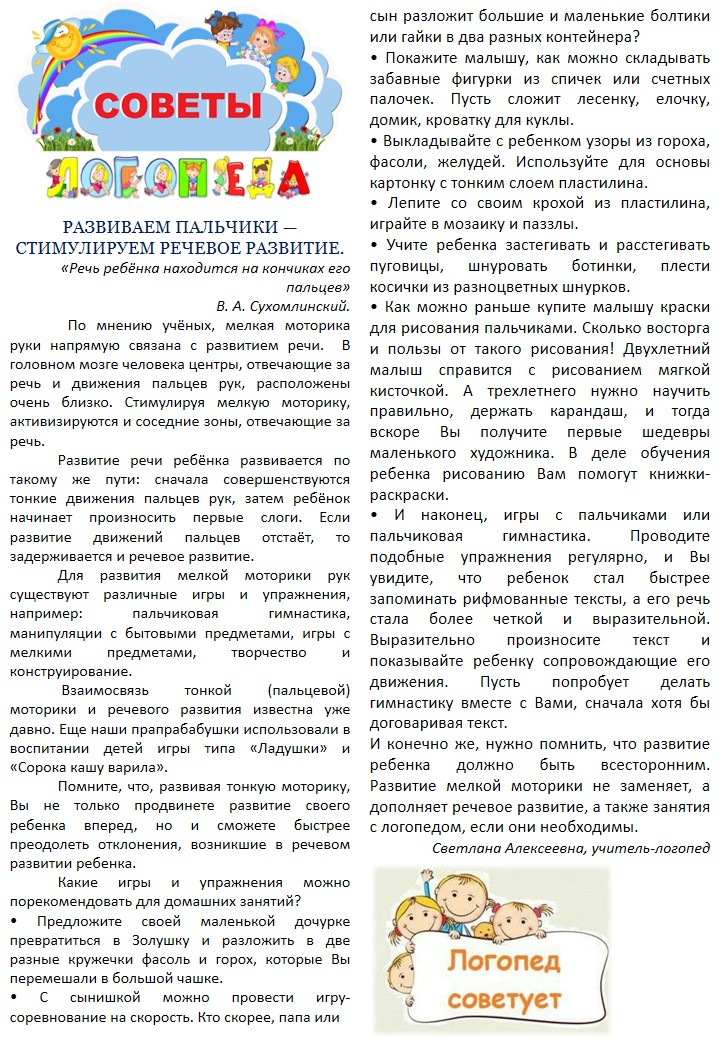 СОВЕТЫ
ЛОГОПЕДА
РАЗВИВАЕМ ПАЛЬЧИКИ —
СТИМУЛИРУЕМ РЕЧЕВОЕ РАЗВИТИЕ.
«Речь ребёнка находится на кончиках его
пальцев»
В. А. Сухомлинский.
По мнению учёных, мелкая моторика
руки напрямую связана с развитием речи. В
головном мозге человека центры, отвечающие за
речь и движения пальцев рук, расположены
очень близко. Стимулируя мелкую моторику,
активизируются и соседние зоны, отвечающие за
речь.
Развитие речи ребёнка развивается по
такому же пути: сначала совершенствуются
тонкие движения пальцев рук, затем ребёнок
начинает произносить первые слоги. Если
развитие движений пальцев отстаёт, то
задерживается и речевое развитие.
Для развития мелкой моторики рук
существуют различные игры и упражнения,
например: пальчиковая гимнастика,
манипуляции с бытовыми предметами, игры с
мелкими предметами, творчество и
конструирование.
Взаимосвязь тонкой (пальцевой)
моторики и речевого развития известна уже
давно. Еще наши прапрабабушки использовали в
воспитании детей игры типа «Ладушки» и
«Сорока кашу варила».
Помните, что, развивая тонкую моторику,
Вы не только продвинете развитие своего
ребенка вперед, но и сможете быстрее
преодолеть отклонения, возникшие в речевом
развитии ребенка.
Какие игры и упражнения можно
порекомендовать для домашних занятий?
• Предложите своей маленькой дочурке
превратиться в Золушку и разложить в две
разные кружечки фасоль и горох, которые Вы
перемешали в большой чашке.
• С сынишкой можно провести игру-
соревнование на скорость. Кто скорее, папа или
сын разложит большие и маленькие болтики
или гайки в два разных контейнера?
• Покажите малышу, как можно складывать
забавные фигурки из спичек или счетных
палочек. Пусть сложит лесенку, елочку,
домик, кроватку для куклы.
• Выкладывайте с ребенком узоры из гороха,
фасоли, желудей. Используйте для основы
картонку с тонким слоем пластилина.
• Лепите со своим крохой из пластилина,
играйте в мозаику и паззлы.
• Учите ребенка застегивать и расстегивать
пуговицы, шнуровать ботинки, плести
косички из разноцветных шнурков.
• Как можно раньше купите малышу краски
для рисования пальчиками. Сколько восторга
и пользы от такого рисования! Двухлетний
малыш справится с рисованием мягкой
кисточкой. А трехлетнего нужно научить
правильно, держать карандаш, и тогда
вскоре Вы получите первые шедевры
маленького художника. В деле обучения
ребенка рисованию Вам помогут книжки-
раскраски.
• И наконец, игры с пальчиками или
пальчиковая гимнастика. Проводите
подобные упражнения регулярно, и Вы
увидите, что ребенок стал быстрее
запоминать рифмованные тексты, а его речь
стала более четкой и выразительной.
Выразительно произносите текст и
показывайте ребенку сопровождающие его
движения. Пусть попробует делать
гимнастику вместе с Вами, сначала хотя бы
договаривая текст.
И конечно же, нужно помнить, что развитие
ребенка должно быть всесторонним.
Развитие мелкой моторики не заменяет, а
дополняет речевое развитие, а также занятия
с логопедом, если они необходимы.
Светлана Алексеевна, учитель-логопед
Логопед
советует